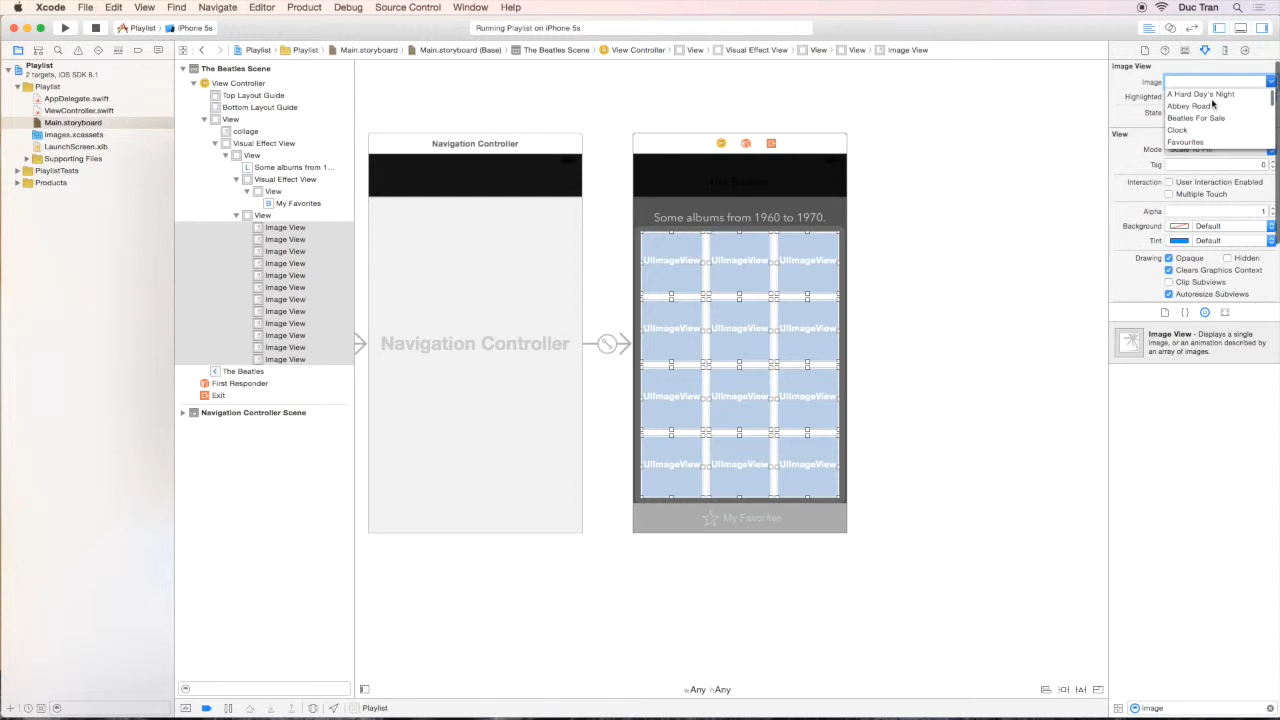 Xcode File Edit View Find Navigate Editor Product Debug Source Control Window Help Duc Tran
Playlist iPhone 5s Running Playlist on iPhone 5s
Playlist Playlist Main.storyboard Main.storyboard (Base) The Beatles Scene View Controller View Visual Effect View View View Image View
Playlist
2 targets, iOS SDK 8.1
Playlist
AppDelegate.swift
ViewController.swift
Main.storyboard
Images.xcassets
LaunchScreen.xib
Supporting Files
PlaylistTests
Products
The Beatles Scene
View Controller
Top Layout Guide
Bottom Layout Guide
View
collage
Visual Effect View
View
L Some albums from 1...
Visual Effect View
View
B My Favorites
View
Image View
Image View
Image View
Image View
Image View
Image View
Image View
Image View
Image View
Image View
Image View
Image View
The Beatles
First Responder
Exit
Navigation Controller Scene
Navigation Controller
Navigation Controller
The Beatles
Some albums from 1960 to 1970.
UIImageView UIImageView UIImageView
UIImageView UIImageView UIImageView
UIImageView UIImageView UIImageView
UIImageView UIImageView UIImageView
My Favorites
wAny hAny
Playlist
Image View
Image
Highlighted
State
A Hard Day's Night
Abbey Road
Beatles For Sale
Clock
Favourites
View
Mode Scale To Fill
Tag 0
Interaction User Interaction Enabled
Multiple Touch
Alpha 1
Background Default
Tint Default
Drawing Opaque Hidden
Clears Graphics Context
Clip Subviews
Autoresize Subviews
Image View - Displays a single
image, or an animation described by
an array of images.
image